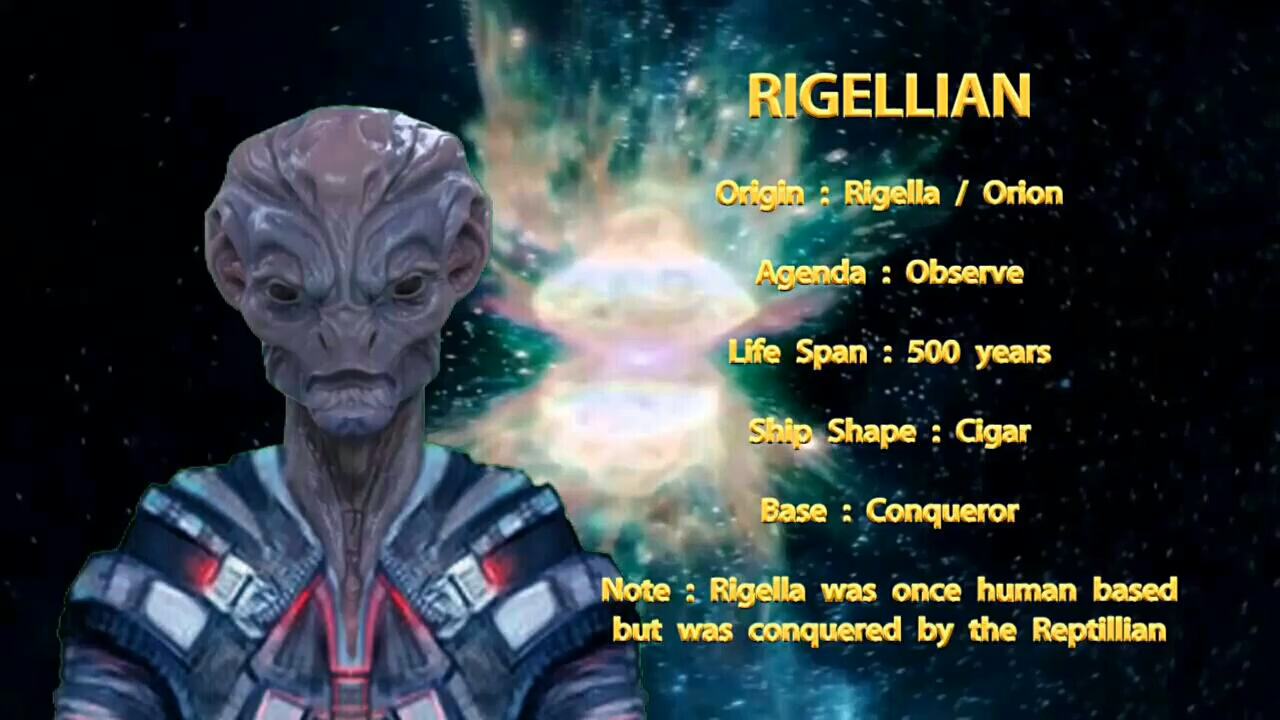 RIGELLIAN
Origin : Rigella / Orion
Agenda : Observe
Life Span : 500 years
Ship Shape : Cigar
Base : Conqueror
Note : Rigella was once human based
but was conquered by the Reptillian